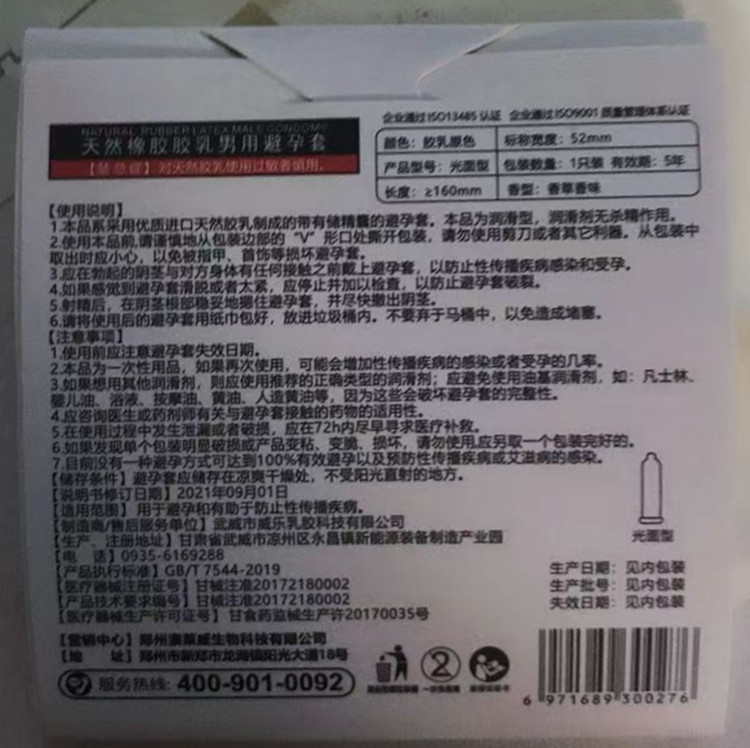 企业通过 ISO13485 认证 企业通过 ISO9001 质量管理体系认证
NATURAL RUBBER LATEX MALE CONDOMS
天然橡胶胶乳男用避孕套
【禁忌症】对天然胶乳使用过敏者慎用。
颜色：胶乳原色 标称宽度：52mm
产品型号：光面型 包装数量：1只装 有效期：5年
长度：≥160mm 香型：香草香味
【使用说明】
1.本品系采用优质进口天然胶乳制成的带有储精囊的避孕套。本品为润滑型，润滑剂无杀精作用。
2.使用本品前,请谨慎地从包装边部的“V”形口处撕开包装，请勿使用剪刀或者其它利器。从包装中
取出时应小心，以免被指甲、首饰等损坏避孕套。
3.应在勃起的阴茎与对方身体有任何接触之前戴上避孕套，以防止性传播疾病感染和受孕。
4.如果感觉到避孕套滑脱或者太紧，应停止并加以检查，以防止避孕套破裂。
5.射精后，在阴茎根部稳妥地握住避孕套，并尽快撤出阴茎。
6.请将使用后的避孕套用纸巾包好，放进垃圾桶内。不要弃于马桶中，以免造成堵塞。
【注意事项】
1.使用前应注意避孕套失效日期。
2.本品为一次性用品，如果再次使用，可能会增加性传播疾病的感染或者受孕的几率。
3.如果想用其他润滑剂，则应使用推荐的正确类型的润滑剂；应避免使用油基润滑剂，如：凡士林、
婴儿油、浴液、按摩油、黄油、人造黄油等，因为这些会破坏避孕套的完整性。
4.应咨询医生或药剂师有关与避孕套接触的药物的适用性。
5.在使用过程中发生泄漏或者破损，应在72h内尽早寻求医疗补救。
6.如果发现单个包装明显破损或产品变粘、变脆、损坏，请勿使用,应另取一个包装完好的。
7.目前没有一种避孕方式可达到100%有效避孕以及预防性传播疾病或艾滋病的感染。
【储存条件】避孕套应储存在凉爽干燥处，不受阳光直射的地方。
【说明书修订日期】2021年09月01日
【适用范围】用于避孕和有助于防止性传播疾病。
【制造商/售后服务单位】武威市威乐乳胶科技有限公司
【生产、注册地址】甘肃省武威市凉州区永昌镇新能源装备制造产业园
【电 话】0935-6169288
【产品执行标准】GB/T 7544-2019
【医疗器械注册证号】甘械注准20172180002
【产品技术要求编号】甘械注准20172180002
【医疗器械生产许可证号】甘食药监械生产许20170035号
光面型
生产日期：见内包装
生产批号：见内包装
失效日期：见内包装
【营销中心】郑州澳莱威生物科技有限公司
【地 址】郑州市新郑市龙湖镇阳光大道18号
服务热线: 400-901-0092
2
6 971689 300276